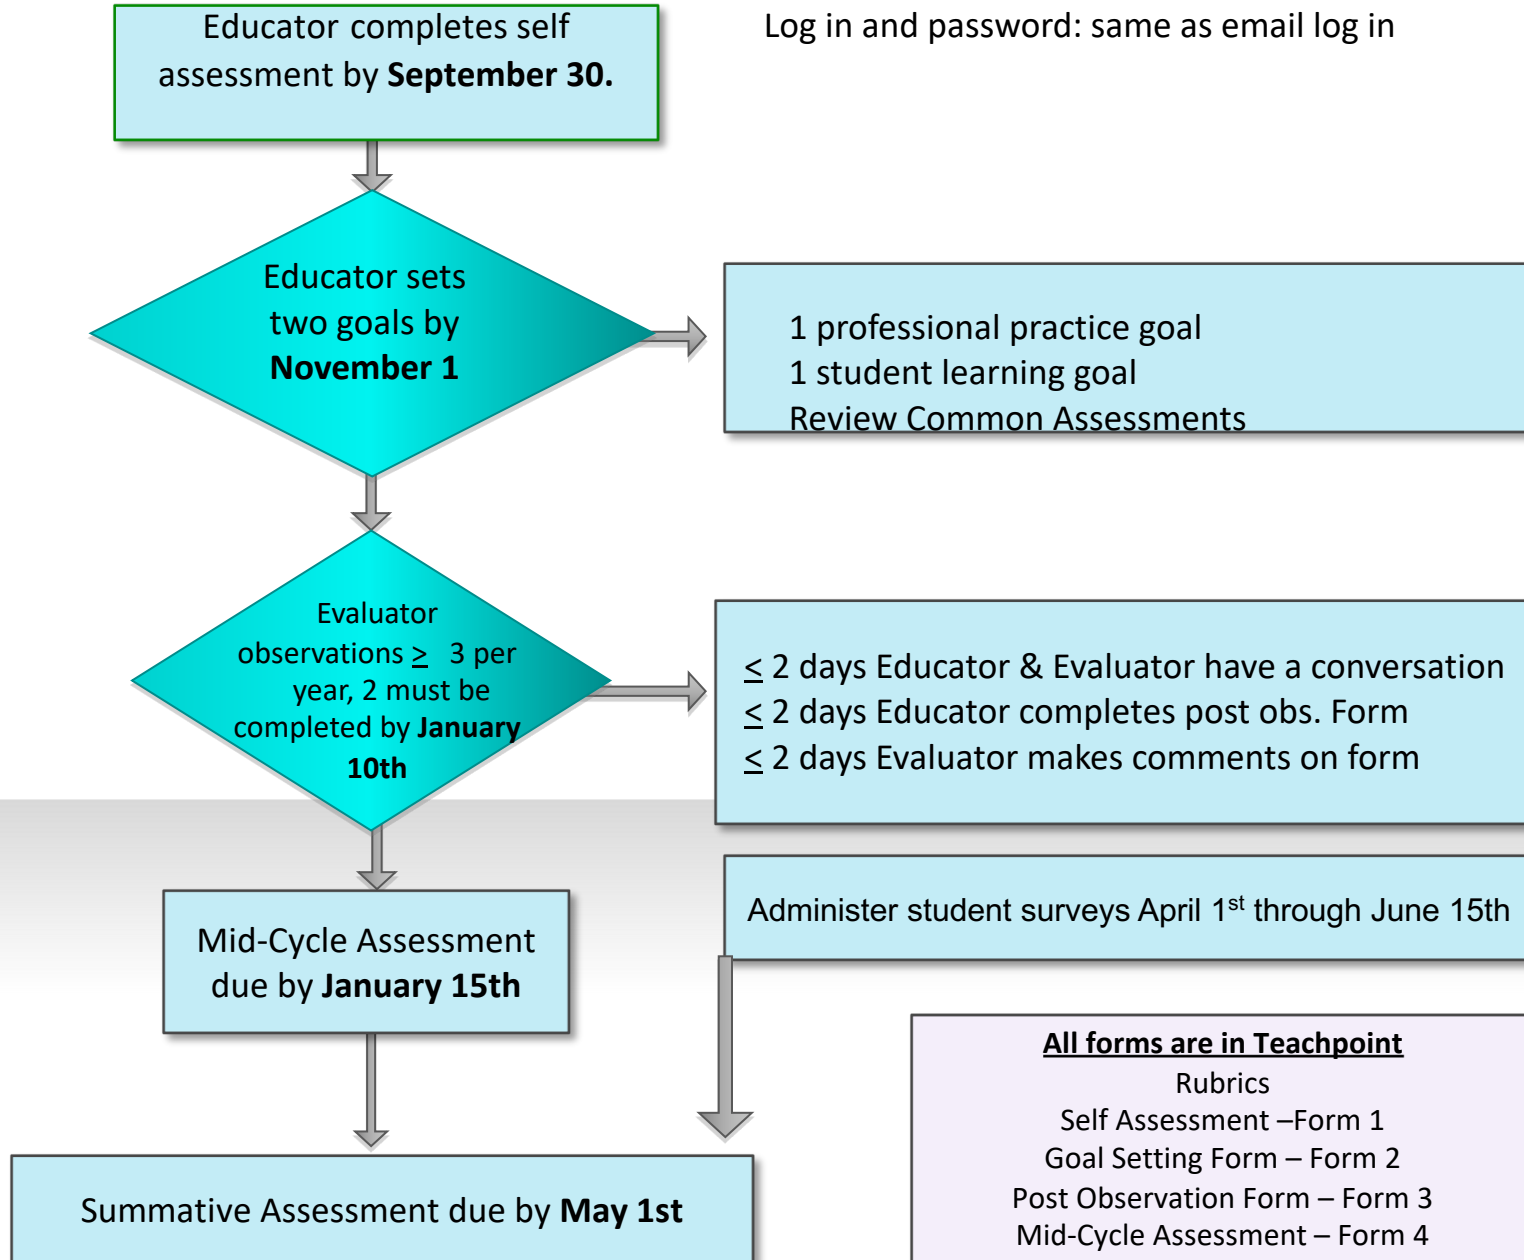 Educator completes self
assessment by September 30.
Log in and password: same as email log in
Educator sets
two goals by
November 1
1 professional practice goal
1 student learning goal
Review Common Assessments
Evaluator
observations ≥ 3 per
year, 2 must be
completed by January
10th
≤ 2 days Educator & Evaluator have a conversation
≤ 2 days Educator completes post obs. Form
≤ 2 days Evaluator makes comments on form
Administer student surveys April 1st through June 15th
Mid-Cycle Assessment
due by January 15th
All forms are in Teachpoint
Rubrics
Self Assessment –Form 1
Goal Setting Form – Form 2
Post Observation Form – Form 3
Mid-Cycle Assessment – Form 4
Summative Assessment due by May 1st